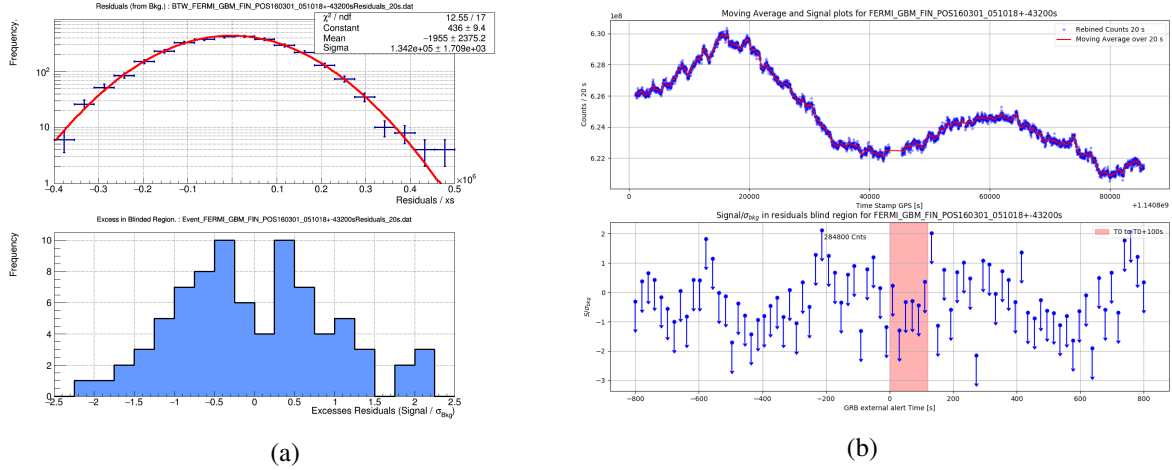 Residuals (from Bkg.) : BTW_FERMI_GBM_FIN_POS160301_051018+-43200sResiduals_20s.dat
Frequency.
χ² / ndf 12.55 / 17
Constant 436 ± 9.4
Mean −1955 ± 2375.2
Sigma 1.342e+05 ± 1.709e+03
10²
10
1
−0.4 −0.3 −0.2 −0.1 0 0.1 0.2 0.3 0.4 0.5
×10⁶
Residuals / xs
Excess in Blinded Region. : Event_FERMI_GBM_FIN_POS160301_051018+-43200sResiduals_20s.dat
Frequency
10
8
6
4
2
0
−2.5 −2 −1.5 −1 −0.5 0 0.5 1 1.5 2 2.5
Excesses Residuals (Signal / σBkg)
(a)
Moving Average and Signal plots for FERMI_GBM_FIN_POS160301_051018+-43200s
1e8
Rebined Counts 20 s
Moving Average over 20 s
Counts / 20 s
6.30
6.28
6.26
6.24
6.22
0 20000 40000 60000 80000
+1.1408e9
Time Stamp GPS [s]
Signal/σbkg in residuals blind region for FERMI_GBM_FIN_POS160301_051018+-43200s
T0 to T0+100s
284800 Cnts
S/σbkg
2
1
0
−1
−2
−3
−800 −600 −400 −200 0 200 400 600 800
GRB external alert Time [s]
(b)